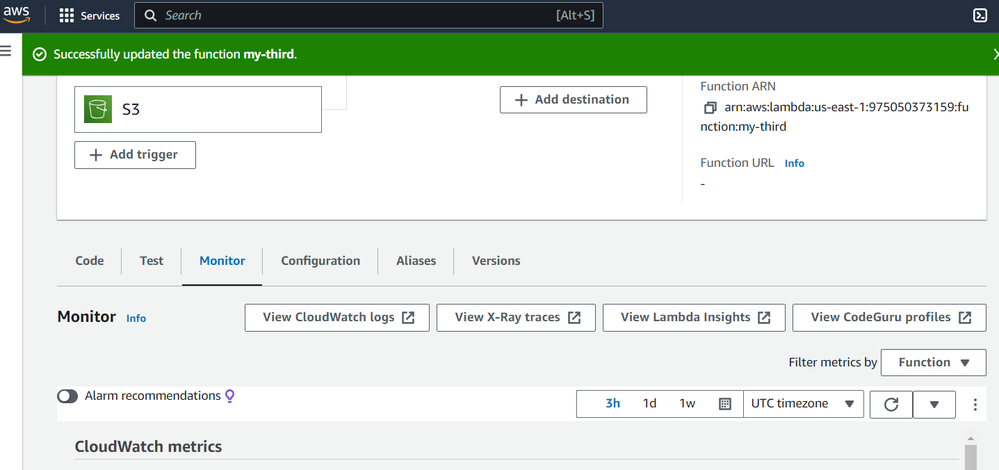 aws
Services
Search
[Alt+S]
Successfully updated the function my-third.
S3
Add trigger
Add destination
Function ARN
arn:aws:lambda:us-east-1:975050373159:fu
nction:my-third
Function URL Info
-
Code
Test
Monitor
Configuration
Aliases
Versions
Monitor Info
View CloudWatch logs
View X-Ray traces
View Lambda Insights
View CodeGuru profiles
Filter metrics by
Function
Alarm recommendations
3h
1d
1w
UTC timezone
CloudWatch metrics